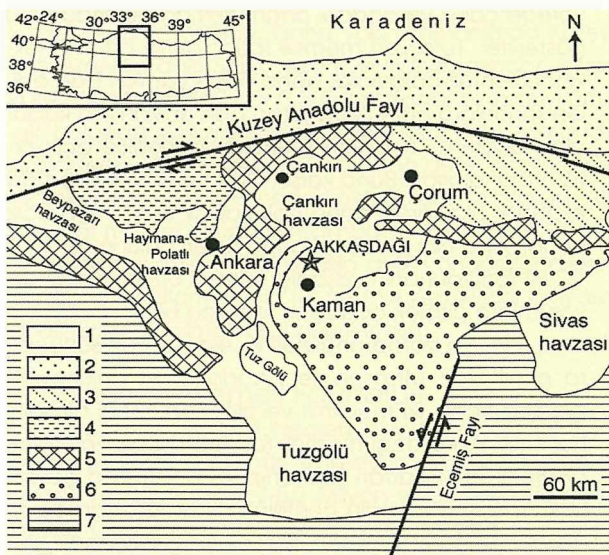 42° 24° 30° 33° 36° 39° 45°
40°
38°
36°
Karadeniz
N
Kuzey Anadolu Fayı
Çankırı
Çorum
Beypazarı
havzası
Çankırı
havzası
Haymana-
Polatlı
havzası
Ankara
AKKAŞDAĞI
Kaman
Sivas
havzası
1
2
3
4
5
6
7
Tuz Gölü
Tuzgölü
havzası
Ecemiş Fayı
60 km